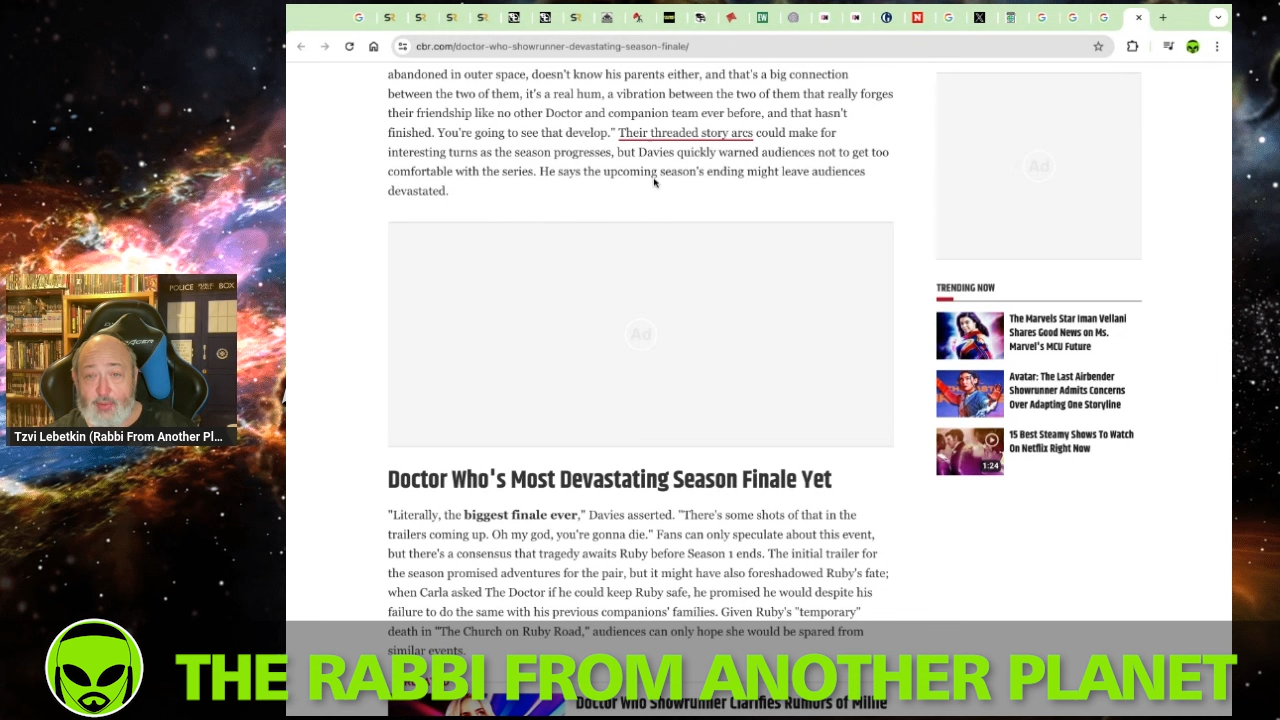 cbr.com/doctor-who-showrunner-devastating-season-finale/
abandoned in outer space, doesn't know his parents either, and that's a big connection
between the two of them, it's a real hum, a vibration between the two of them that really forges
their friendship like no other Doctor and companion team ever before, and that hasn't
finished. You're going to see that develop." Their threaded story arcs could make for
interesting turns as the season progresses, but Davies quickly warned audiences not to get too
comfortable with the series. He says the upcoming season's ending might leave audiences
devastated.
Ad
Ad
TRENDING NOW
The Marvels Star Iman Vellani
Shares Good News on Ms.
Marvel's MCU Future
Avatar: The Last Airbender
Showrunner Admits Concerns
Over Adapting One Storyline
15 Best Steamy Shows To Watch
On Netflix Right Now
1:24
POLICE BOX
Tzvi Lebetkin (Rabbi From Another Pl...
Doctor Who's Most Devastating Season Finale Yet
"Literally, the biggest finale ever," Davies asserted. "There's some shots of that in the
trailers coming up. Oh my god, you're gonna die." Fans can only speculate about this event,
but there's a consensus that tragedy awaits Ruby before Season 1 ends. The initial trailer for
the season promised adventures for the pair, but it might have also foreshadowed Ruby's fate;
when Carla asked The Doctor if he could keep Ruby safe, he promised he would despite his
failure to do the same with his previous companions' families. Given Ruby's "temporary"
death in "The Church on Ruby Road," audiences can only hope she would be spared from
similar events.
Doctor Who Showrunner Clarifies Rumors of Millie
THE RABBI FROM ANOTHER PLANET